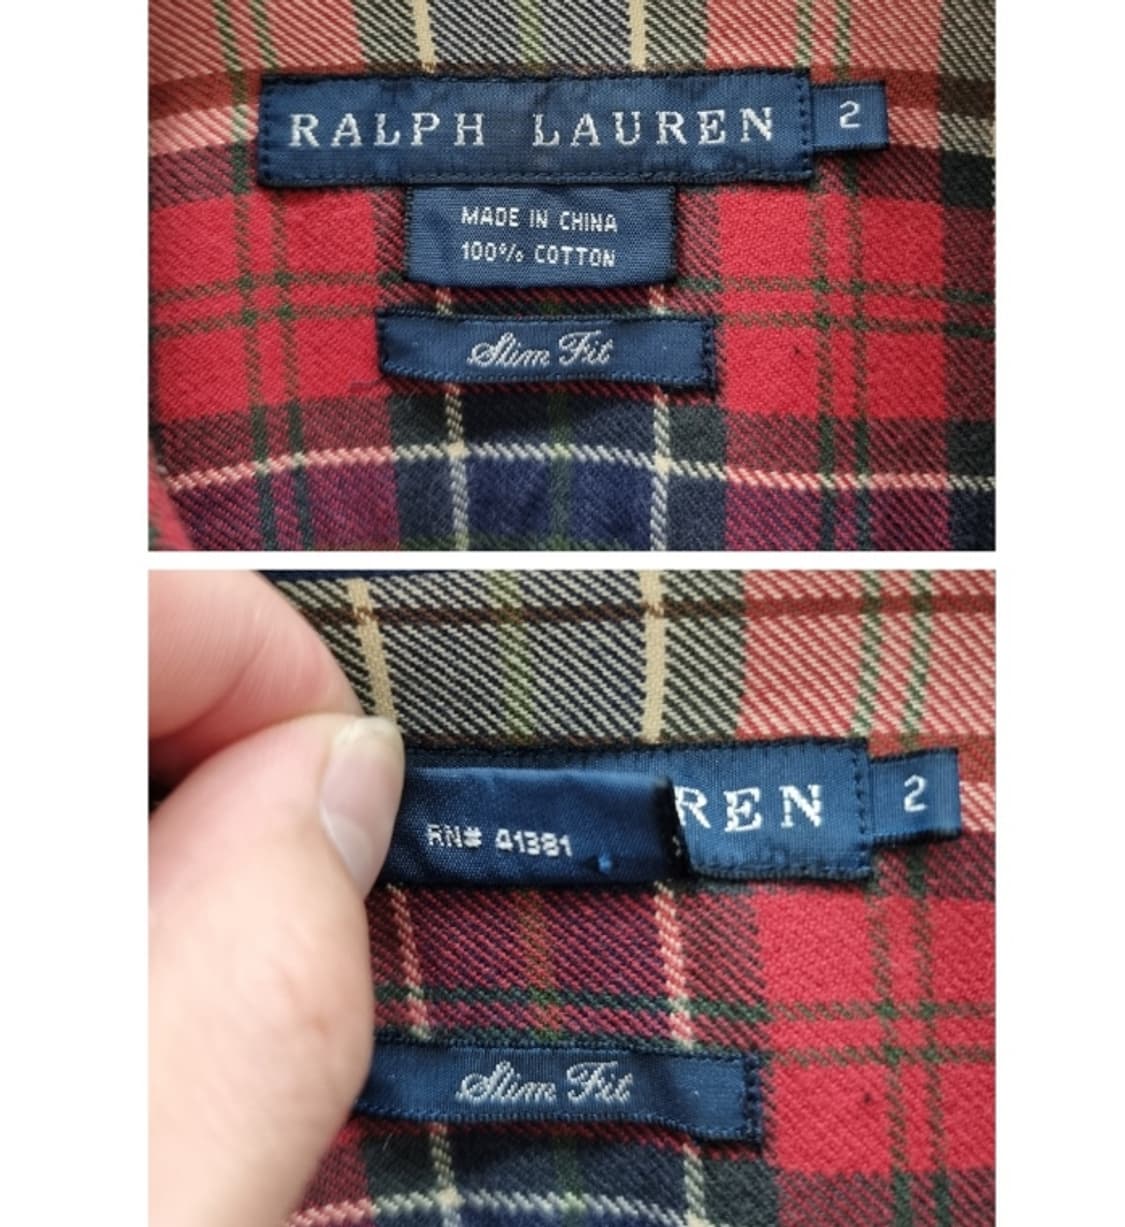 RALPH LAUREN 2
MADE IN CHINA
100% COTTON
Slim Fit
REN 2
RN# 41381
Slim Fit